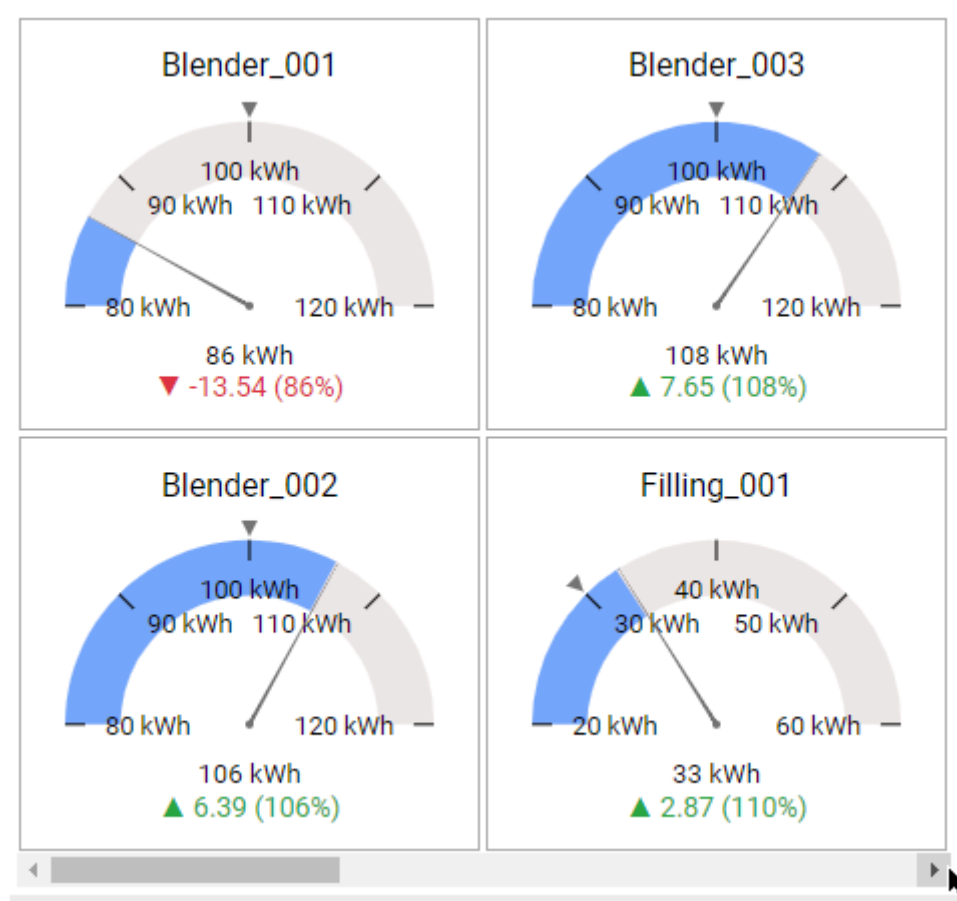 Blender_001
100 kWh
90 kWh 110 kWh
80 kWh 120 kWh
86 kWh
▼ -13.54 (86%)
Blender_003
100 kWh
90 kWh 110 kWh
80 kWh 120 kWh
108 kWh
▲ 7.65 (108%)
Blender_002
100 kWh
90 kWh 110 kWh
80 kWh 120 kWh
106 kWh
▲ 6.39 (106%)
Filling_001
40 kWh
30 kWh 50 kWh
20 kWh 60 kWh
33 kWh
▲ 2.87 (110%)